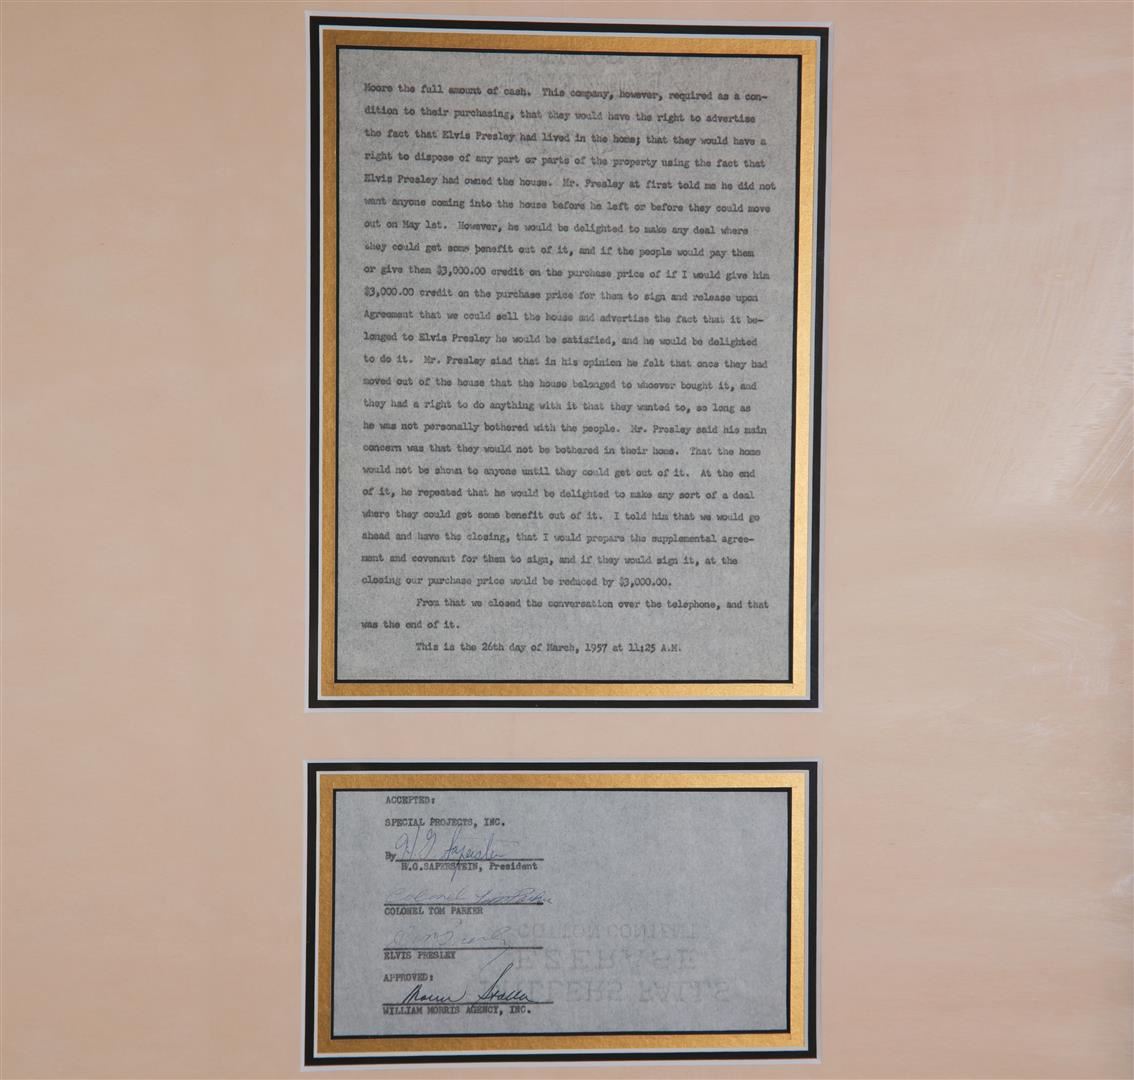 Moore the full amount of cash. This company, however, required as a con-
dition to their purchasing, that they would have the right to advertise
the fact that Elvis Presley had lived in the home; that they would have a
right to dispose of any part or parts of the property using the fact that
Elvis Presley had owned the house. Mr. Presley at first told me he did not
want anyone coming into the house before he left or before they could move
out on May 1st. However, he would be delighted to make any deal where
they could get some benefit out of it, and if the people would pay them
or give them $3,000.00 credit on the purchase price of if I would give him
$3,000.00 credit on the purchase price for them to sign and release upon
Agreement that we could sell the house and advertise the fact that it be-
longed to Elvis Presley he would be satisfied, and he would be delighted
to do it. Mr. Presley siad that in his opinion he felt that once they had
moved out of the house that the house belonged to whoever bought it, and
they had a right to do anything with it that they wanted to, so long as
he was not personally bothered with the people. Mr. Presley said his main
concern was that they would not be bothered in their home. That the home
would not be shown to anyone until they could get out of it. At the end
of it, he repeated that he would be delighted to make any sort of a deal
where they could get some benefit out of it. I told him that we would go
ahead and have the closing, that I would prepare the supplemental agree-
ment and covenant for them to sign, and if they would sign it, at the
closing our purchase price would be reduced by $3,000.00.
From that we closed the conversation over the telephone, and that
was the end of it.
This is the 26th day of March, 1957 at 11:25 A.M.
ACCEPTED:
SPECIAL PROJECTS, INC.
By H G Saperstein
H.G.SAPERSTEIN, President
Colonel Tom Parker
COLONEL TOM PARKER
ELVIS PRESLEY
APPROVED:
WILLIAM MORRIS AGENCY, INC.
COTTON CONTENT
EZERASE
FALLS